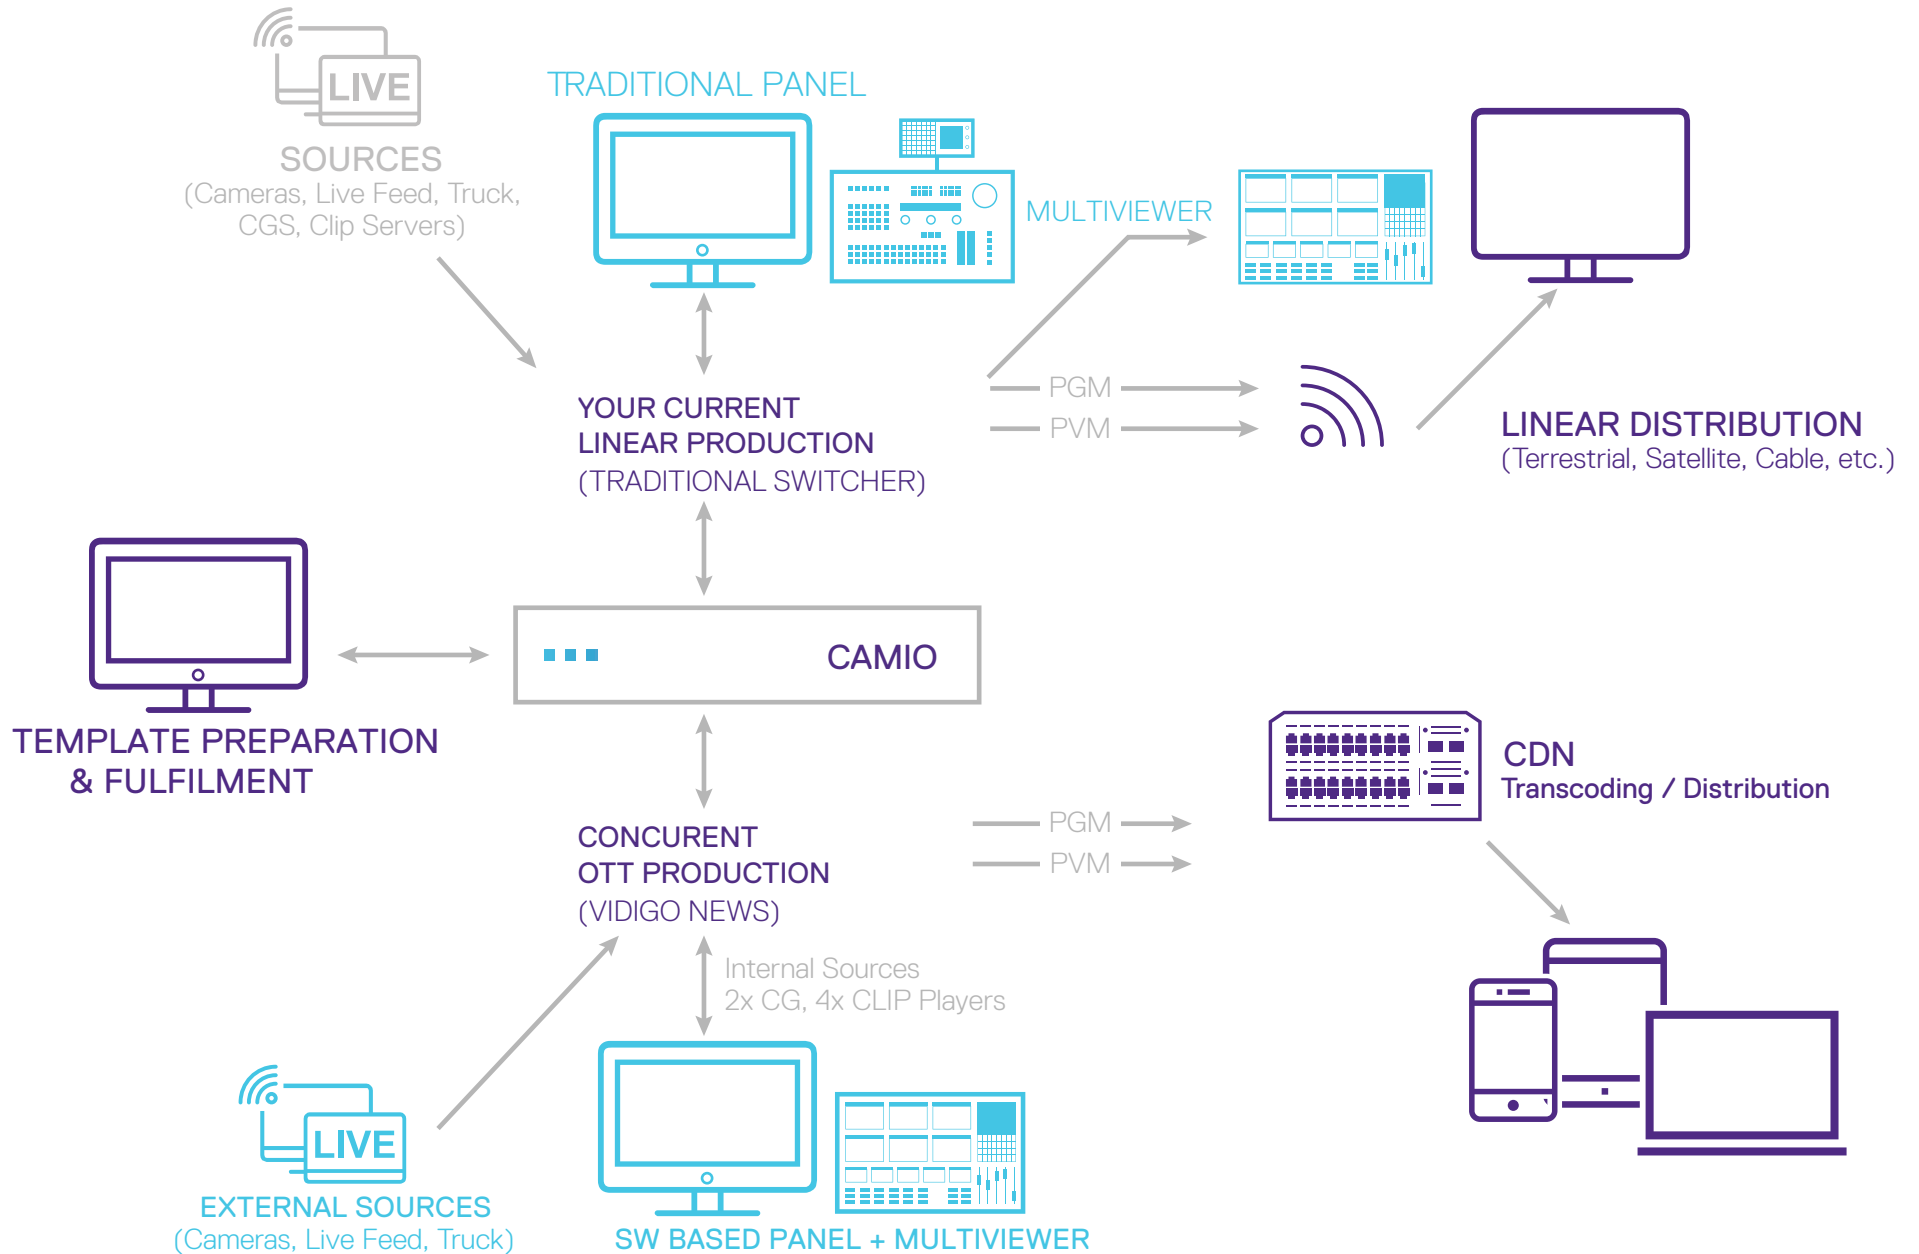 LIVE
SOURCES
(Cameras, Live Feed, Truck,
CGS, Clip Servers)
TRADITIONAL PANEL
MULTIVIEWER
YOUR CURRENT
LINEAR PRODUCTION
(TRADITIONAL SWITCHER)
PGM
PVM
LINEAR DISTRIBUTION
(Terrestrial, Satellite, Cable, etc.)
CAMIO
TEMPLATE PREPARATION
& FULFILMENT
CDN
Transcoding / Distribution
CONCURENT
OTT PRODUCTION
(VIDIGO NEWS)
PGM
PVM
Internal Sources
2x CG, 4x CLIP Players
LIVE
EXTERNAL SOURCES
(Cameras, Live Feed, Truck)
SW BASED PANEL + MULTIVIEWER